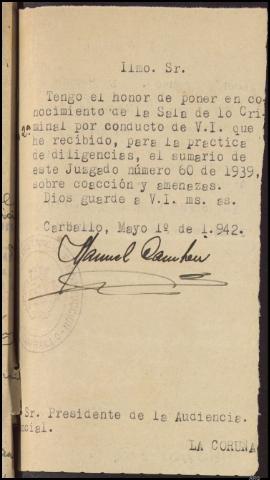 Ilmo. Sr.
Tengo el honor de poner en co-
nocimiento de la Sala de lo Cri-
minal por conducto de V.I. que
2º
he recibido, para la practica
de diligencias, el sumario de
este Juzgado número 60 de 1939,
sobre coacción y amenazas.
Dios guarde a V.I. ms. as.
Carballo, Mayo 1º de 1.942.
Manuel
Sr. Presidente de la Audiencia.
ncial.
LA CORUÑA